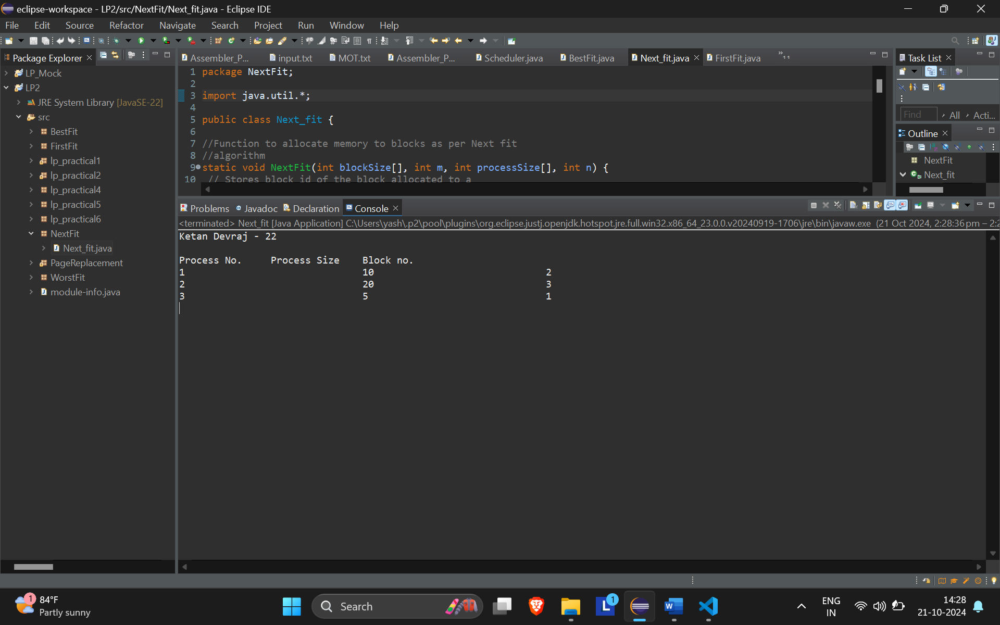 eclipse-workspace - LP2/src/NextFit/Next_fit.java - Eclipse IDE
File Edit Source Refactor Navigate Search Project Run Window Help
Package Explorer
LP_Mock
LP2
JRE System Library [JavaSE-22]
src
BestFit
FirstFit
lp_practical1
lp_practical2
lp_practical4
lp_practical5
lp_practical6
NextFit
Next_fit.java
PageReplacement
WorstFit
module-info.java
Assembler_P... input.txt MOT.txt Assembler_P... Scheduler.java BestFit.java Next_fit.java FirstFit.java »11
1 package NextFit;
2
3 import java.util.*;
4
5 public class Next_fit {
6
7 //Function to allocate memory to blocks as per Next fit
8 //algorithm
9 static void NextFit(int blockSize[], int m, int processSize[], int n) {
10 // Stores block id of the block allocated to a
Task List
Find All Acti...
Outline
NextFit
Next_fit
Problems Javadoc Declaration Console
<terminated> Next_fit [Java Application] C:\Users\yash\.p2\pool\plugins\org.eclipse.justj.openjdk.hotspot.jre.full.win32.x86_64_23.0.0.v20240919-1706\jre\bin\javaw.exe (21 Oct 2024, 2:28:36 pm – 2:2
Ketan Devraj - 22
Process No. Process Size Block no.
1 10 2
2 20 3
3 5 1
1 84°F
Partly sunny
Search
L 1
W
ENG
IN
14:28
21-10-2024